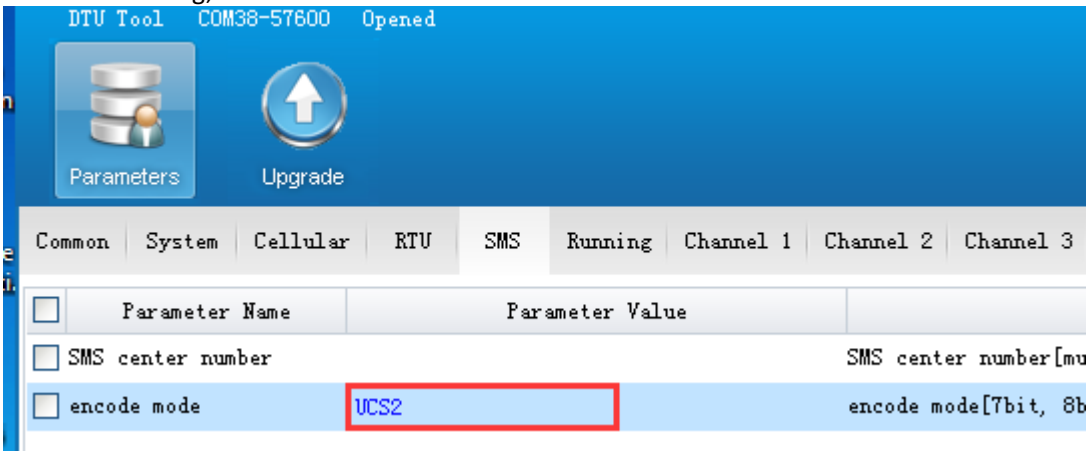 DTU Tool COM38-57600 Opened
Parameters Upgrade
Common System Cellular RTU SMS Running Channel 1 Channel 2 Channel 3
Parameter Name Parameter Value
SMS center number SMS center number[mu
encode mode UCS2 encode mode[7bit, 8b